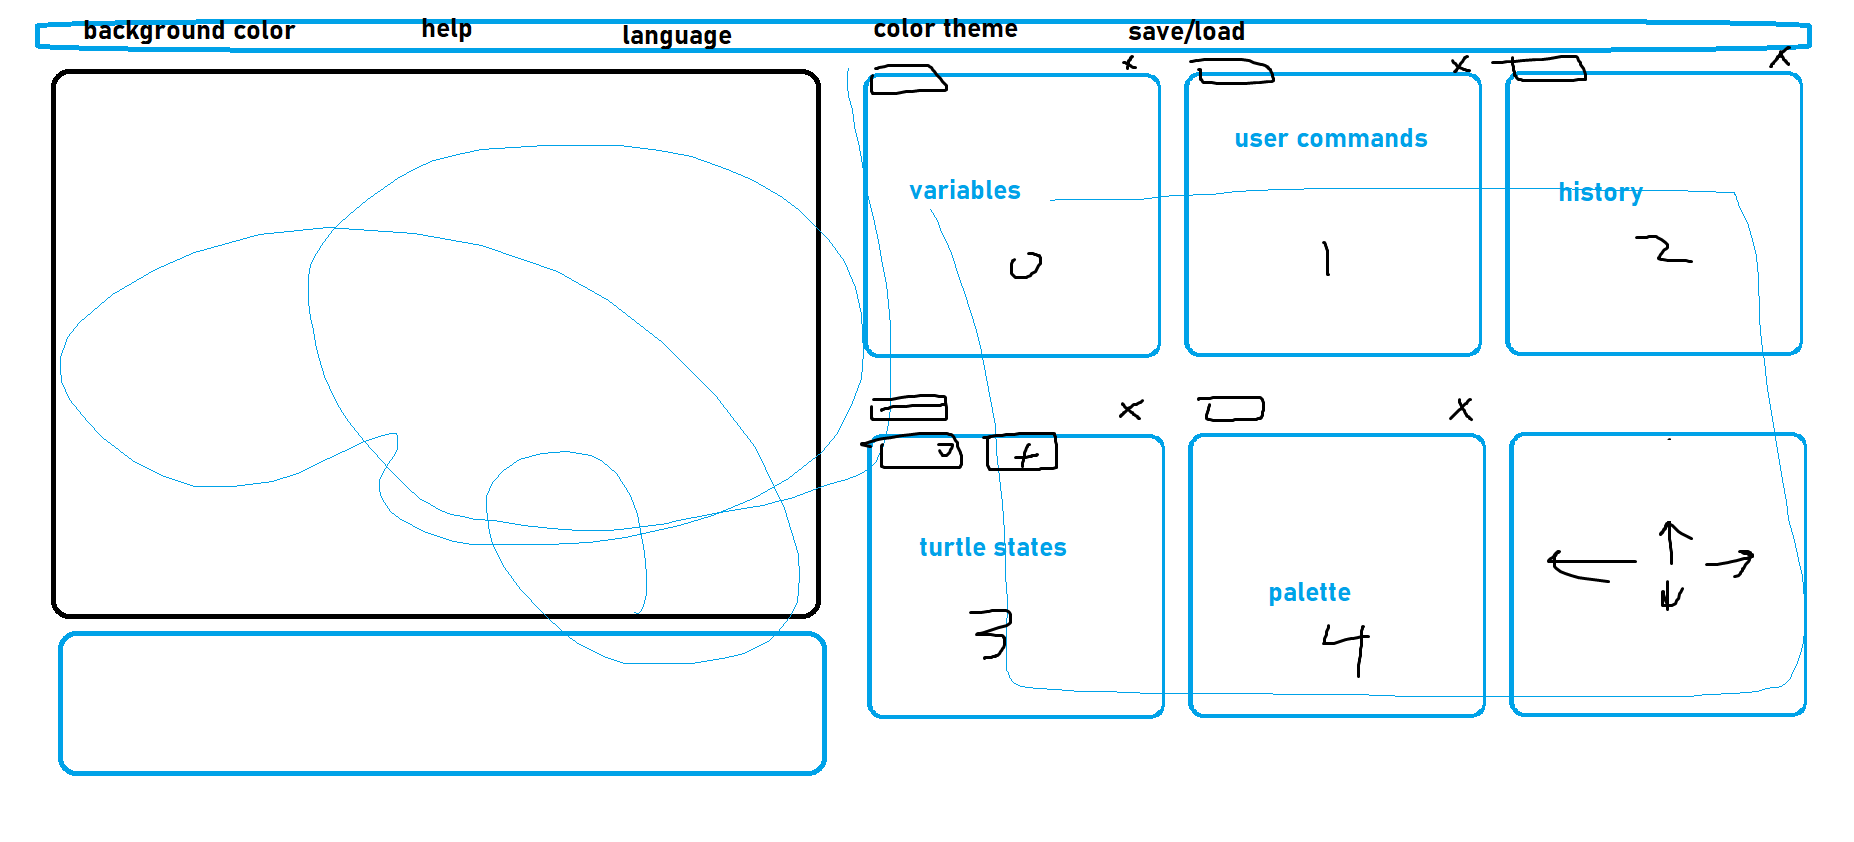 background color
help
language
color theme
save/load
x
x
x
variables
user commands
history
0
1
2
x
x
+
turtle states
palette
3
4